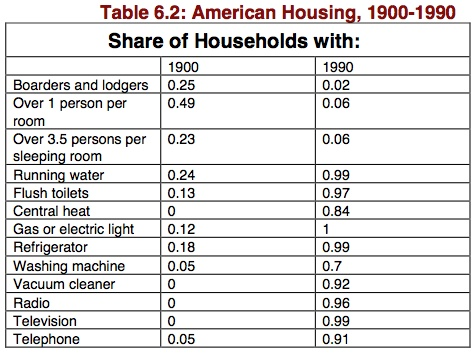 Table 6.2: American Housing, 1900-1990
Share of Households with:
1900 1990
Boarders and lodgers 0.25 0.02
Over 1 person per 0.49 0.06
room
Over 3.5 persons per 0.23 0.06
sleeping room
Running water 0.24 0.99
Flush toilets 0.13 0.97
Central heat 0 0.84
Gas or electric light 0.12 1
Refrigerator 0.18 0.99
Washing machine 0.05 0.7
Vacuum cleaner 0 0.92
Radio 0 0.96
Television 0 0.99
Telephone 0.05 0.91